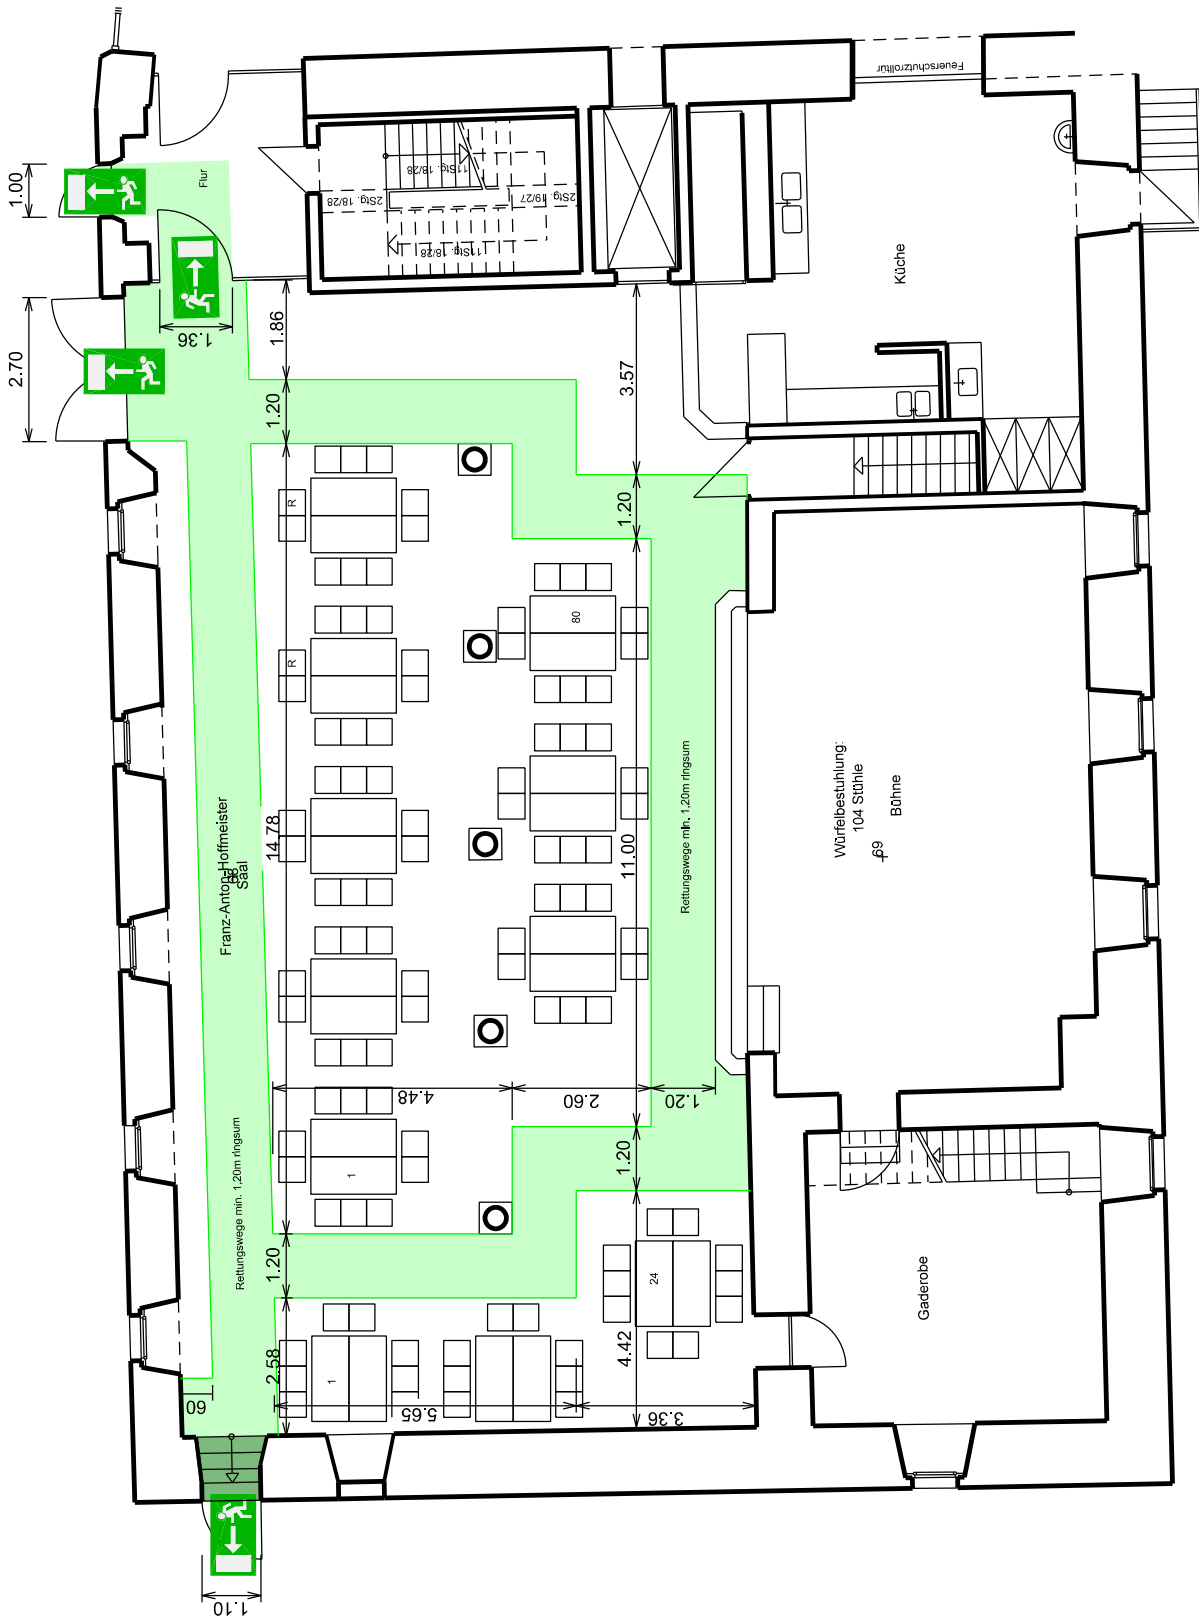 Feuerschutzrolltür
1.00
Flur
11Stg. 18/28
2Stg. 18/28
2Stg. 19/27
11Stg. 18/28
Küche
2.70
1.36
1.86
3.57
1.20
1.20
R
R
80
Würfelbestuhlung:
104 Stühle
69
Bühne
Franz-Anton-Hoffmeister
Saal
14.78
11.00
Rettungswege min. 1,20m ringsum
4.48
2.60
1.20
1.20
1
Rettungswege min. 1,20m ringsum
1.20
24
Gaderobe
2.58
1
4.42
60
5.65
3.36
1.10